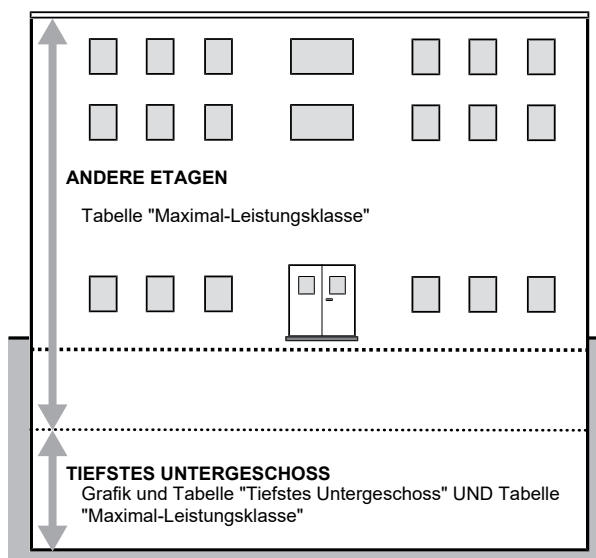 ANDERE ETAGEN
Tabelle "Maximal-Leistungsklasse"
TIEFSTES UNTERGESCHOSS
Grafik und Tabelle "Tiefstes Untergeschoss" UND Tabelle
"Maximal-Leistungsklasse"